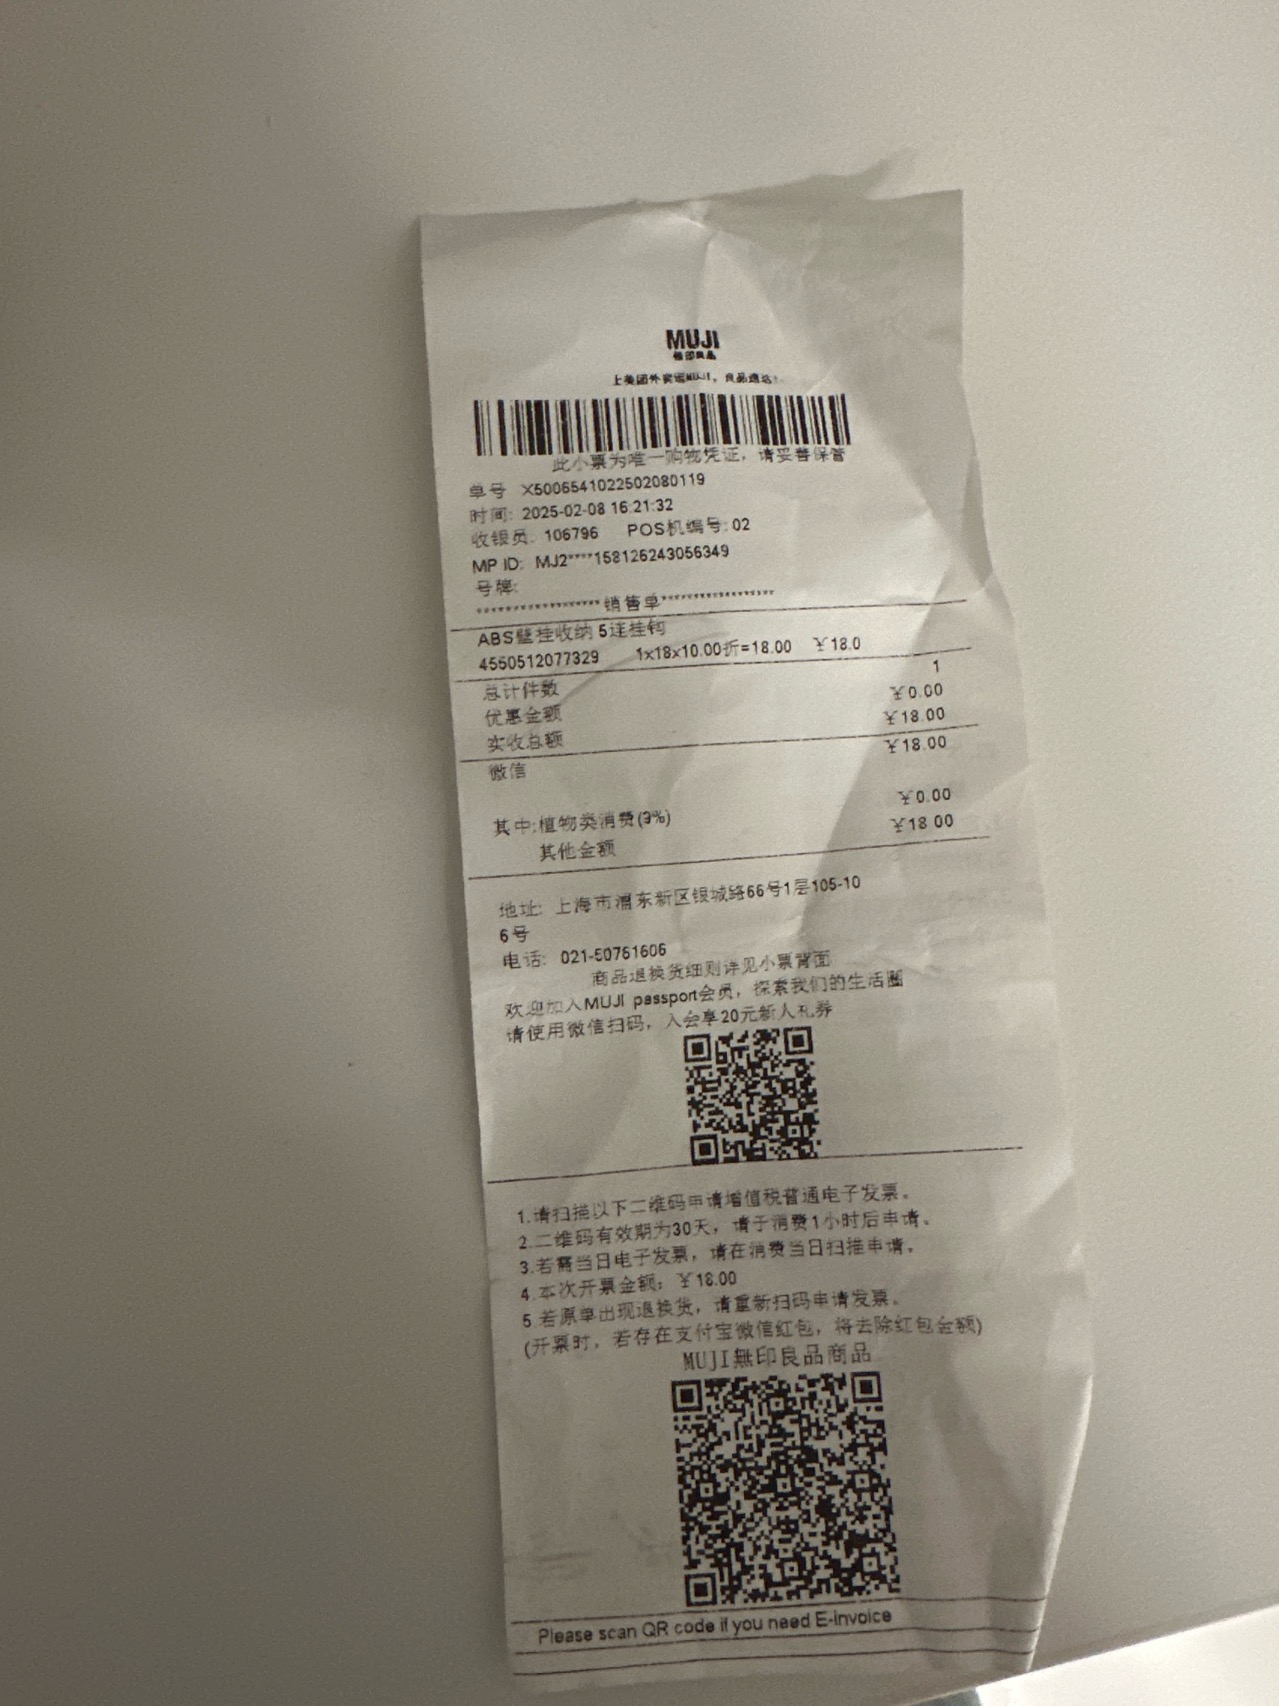 MUJI
無印良品
上美团外卖逛MUJI，良品速达!
此小票为唯一购物凭证，请妥善保管
单号 X5006541022502080119
时间: 2025-02-08 16:21:32
收银员: 106796 POS机编号: 02
MP ID: MJ2****158126243056349
号牌:
******************销售单******************
ABS壁挂收纳 5连挂钩
4550512077329 1x18x10.00折=18.00 ￥18.0
总计件数 1
优惠金额 ￥0.00
实收总额 ￥18.00
微信 ￥18.00
其中:植物类消费(9%) ￥0.00
其他金额 ￥18.00
地址: 上海市浦东新区银城路66号1层105-10
6号
电话: 021-50761606
商品退换货细则详见小票背面
欢迎加入MUJI passport会员，探索我们的生活圈
请使用微信扫码，入会享20元新人礼券
1.请扫描以下二维码申请增值税普通电子发票。
2.二维码有效期为30天，请于消费1小时后申请。
3.若需当日电子发票，请在消费当日扫描申请。
4.本次开票金额：￥18.00
5.若原单出现退换货，请重新扫码申请发票。
(开票时，若存在支付宝微信红包，将去除红包金额)
MUJI無印良品商品
Please scan QR code if you need E-invoice